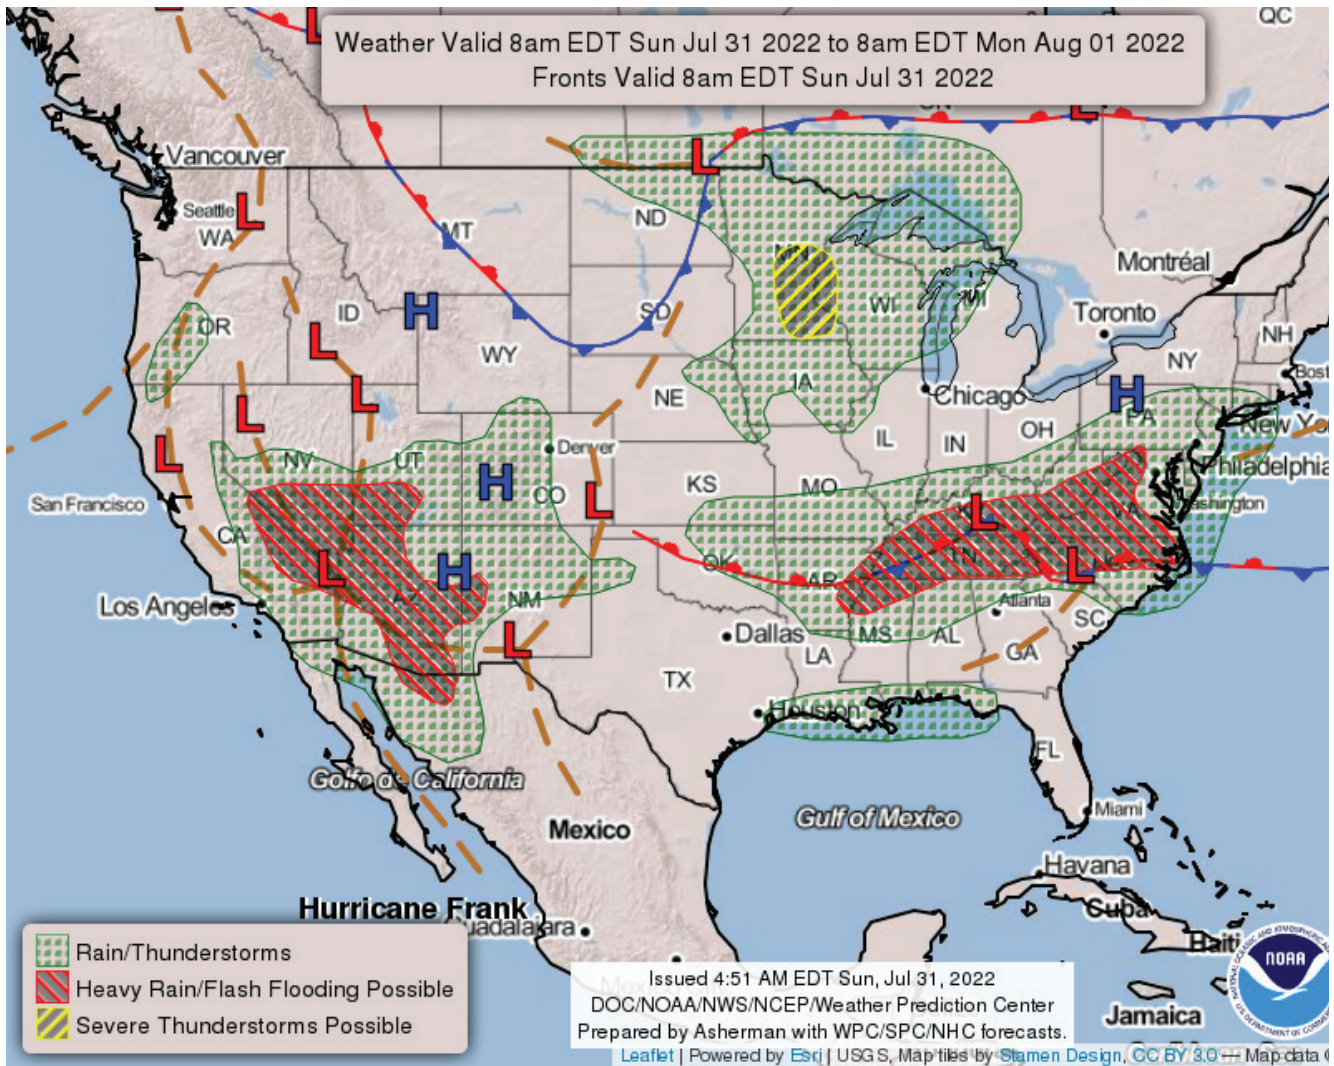 QC
Weather Valid 8am EDT Sun Jul 31 2022 to 8am EDT Mon Aug 01 2022
Fronts Valid 8am EDT Sun Jul 31 2022
L
L
L
Vancouver
L
L
Seattle
WA
ND
MT
MN
Montréal
H
ID
SD
WI
MI
Toronto
OR
NH
L
WY
NY
Bost
IA
H
L
NE
Chicago
PA
L
New Yo
IL
IN
OH
Denver
L
NV
UT
Philadelphia
H
CO
KS
MO
San Francisco
L
L
VA
Washington
CA
OK
TN
L
H
AR
L
NC
Los Angeles
AZ
NM
Atlanta
SC
L
Dallas
MS
AL
LA
GA
TX
Houston
FL
Golfo de California
Miami
Gulf of Mexico
Mexico
Havana
Hurricane Frank
Cuba
uadalajara
Haiti
NOAA
Rain/Thunderstorms
Heavy Rain/Flash Flooding Possible
Severe Thunderstorms Possible
Issued 4:51 AM EDT Sun, Jul 31, 2022
DOC/NOAA/NWS/NCEP/Weather Prediction Center
Prepared by Asherman with WPC/SPC/NHC forecasts.
Jamaica
Leaflet | Powered by Esri | USGS, Map tiles by Stamen Design, CC BY 3.0 — Map data ©